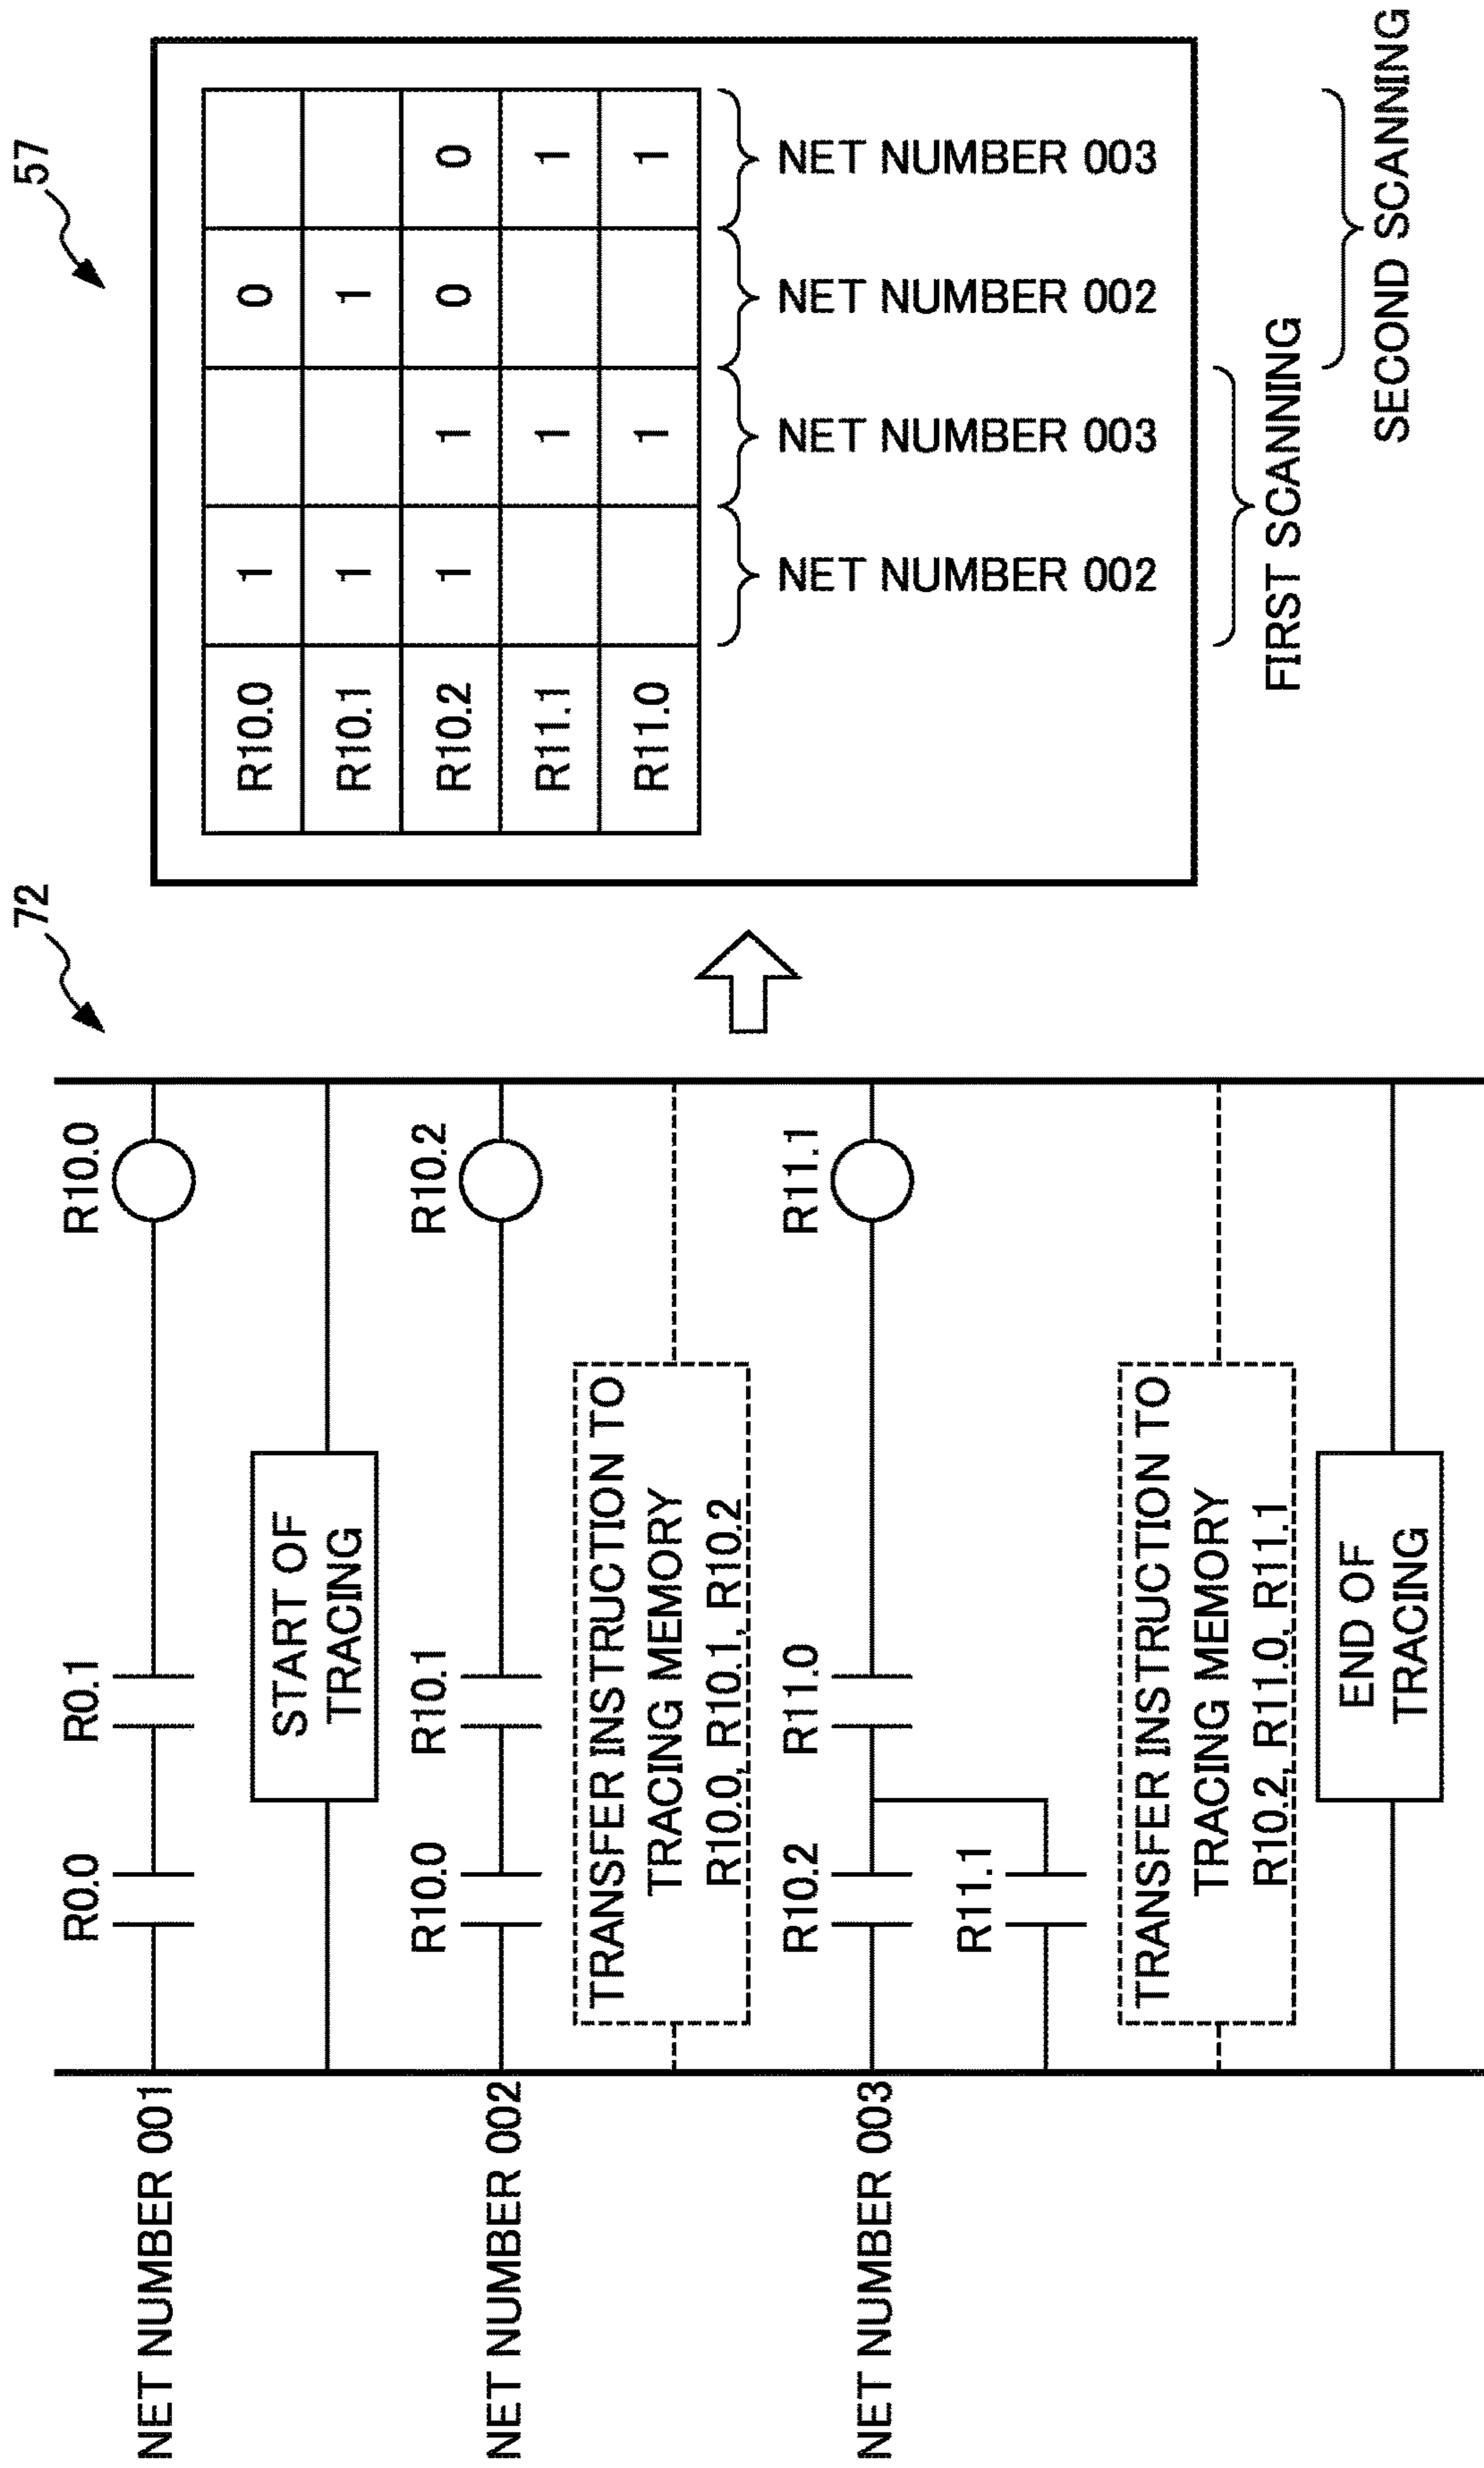 72
NET NUMBER 001
R0.0
R0.1
R10.0
START OF
TRACING
NET NUMBER 002
R10.0
R10.1
R10.2
TRANSFER INSTRUCTION TO
TRACING MEMORY
R10.0, R10.1, R10.2
NET NUMBER 003
R10.2
R11.0
R11.1
R11.1
TRANSFER INSTRUCTION TO
TRACING MEMORY
R10.2, R11.0, R11.1
END OF
TRACING
57
R10.0 1 0
R10.1 1 1
R10.2 1 1 0 0
R11.1 1 1
R11.0 1 1
NET NUMBER 002
NET NUMBER 003
NET NUMBER 002
NET NUMBER 003
FIRST SCANNING
SECOND SCANNING